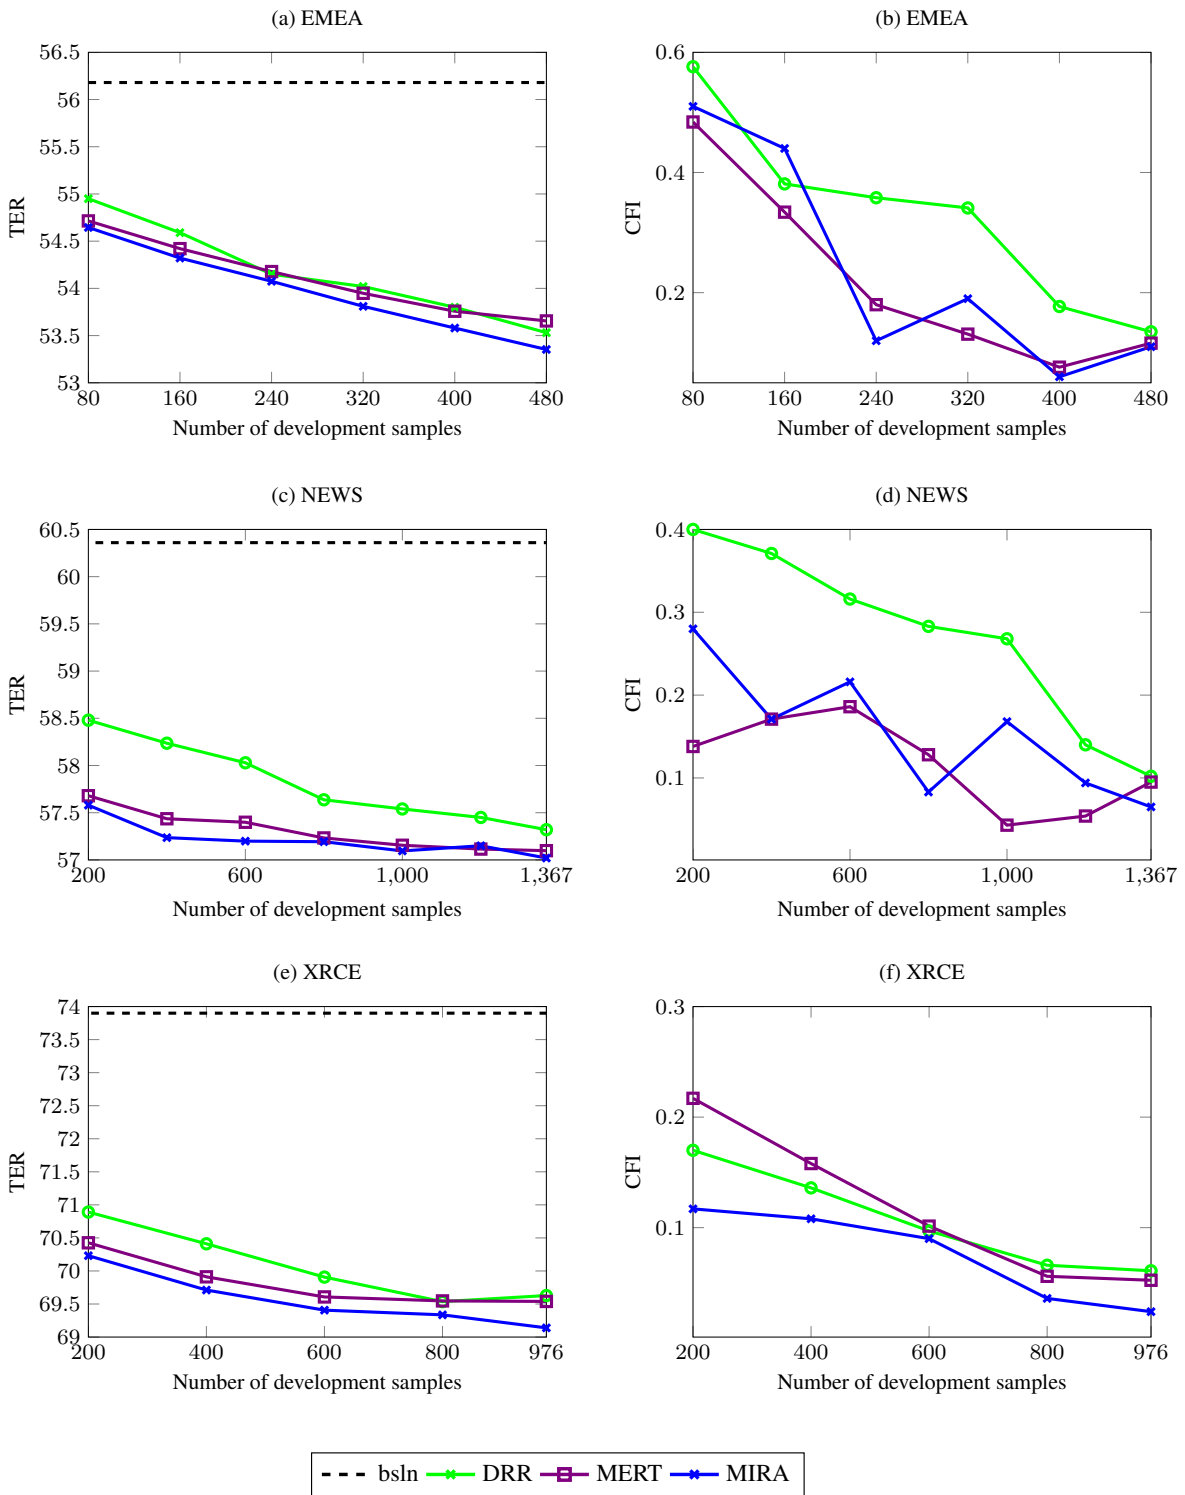 (a) EMEA
56.5
56
55.5
55
54.5
54
53.5
53
TER
80 160 240 320 400 480
Number of development samples
(b) EMEA
0.6
0.4
0.2
CFI
80 160 240 320 400 480
Number of development samples
(c) NEWS
60.5
60
59.5
59
58.5
58
57.5
57
TER
200 600 1,000 1,367
Number of development samples
(d) NEWS
0.4
0.3
0.2
0.1
CFI
200 600 1,000 1,367
Number of development samples
(e) XRCE
74
73.5
73
72.5
72
71.5
71
70.5
70
69.5
69
TER
200 400 600 800 976
Number of development samples
(f) XRCE
0.3
0.2
0.1
CFI
200 400 600 800 976
Number of development samples
bsln DRR MERT MIRA